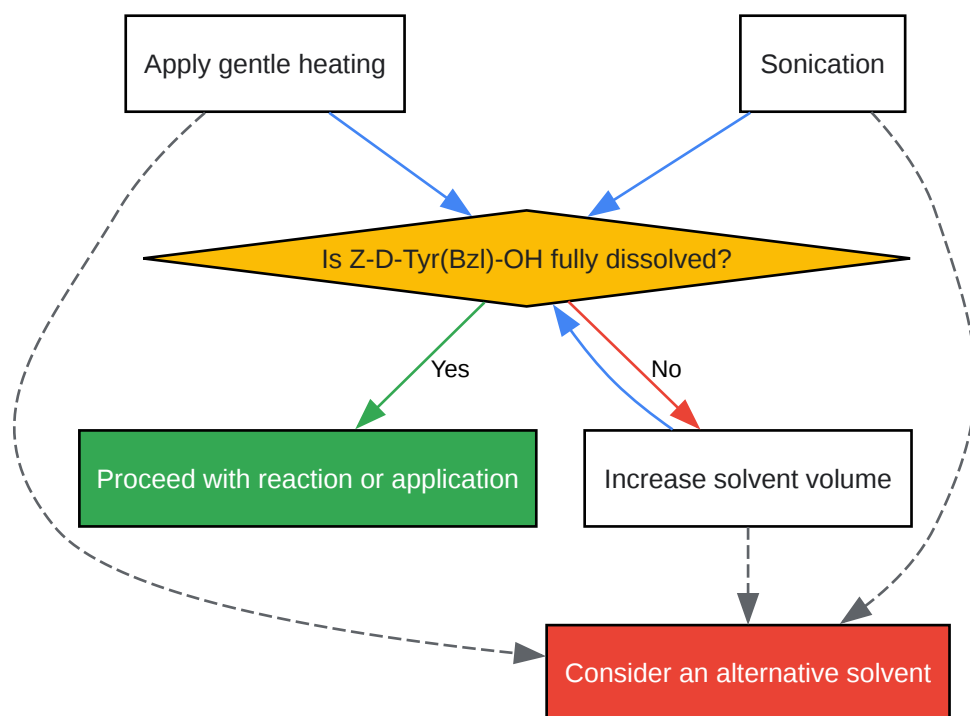 Apply gentle heating
Sonication
Is Z-D-Tyr(Bzl)-OH fully dissolved?
Yes
No
Proceed with reaction or application
Increase solvent volume
Consider an alternative solvent